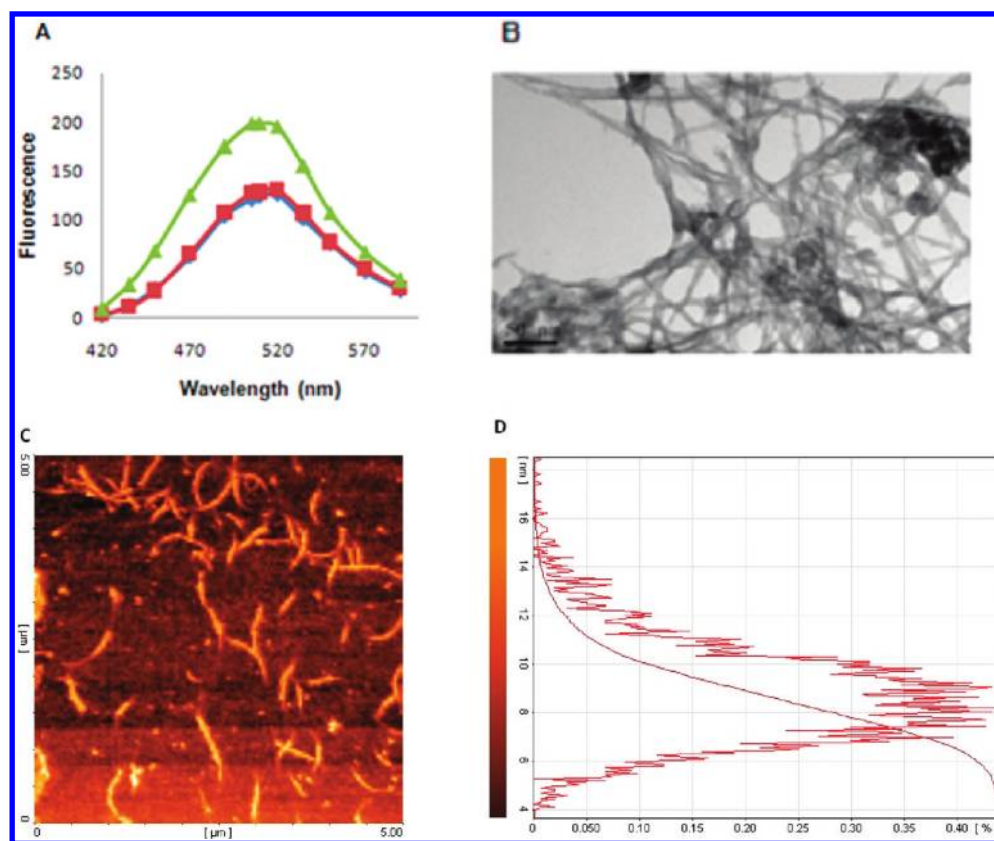 A
250
200
150
100
50
0
Fluorescence
420 470 520 570
Wavelength (nm)
B
C
5.00
[ µm ]
0
0 [ µm ] 5.00
D
[ nm ]
16
14
12
10
8
6
4
0 0.050 0.10 0.15 0.20 0.25 0.30 0.35 0.40 [ %